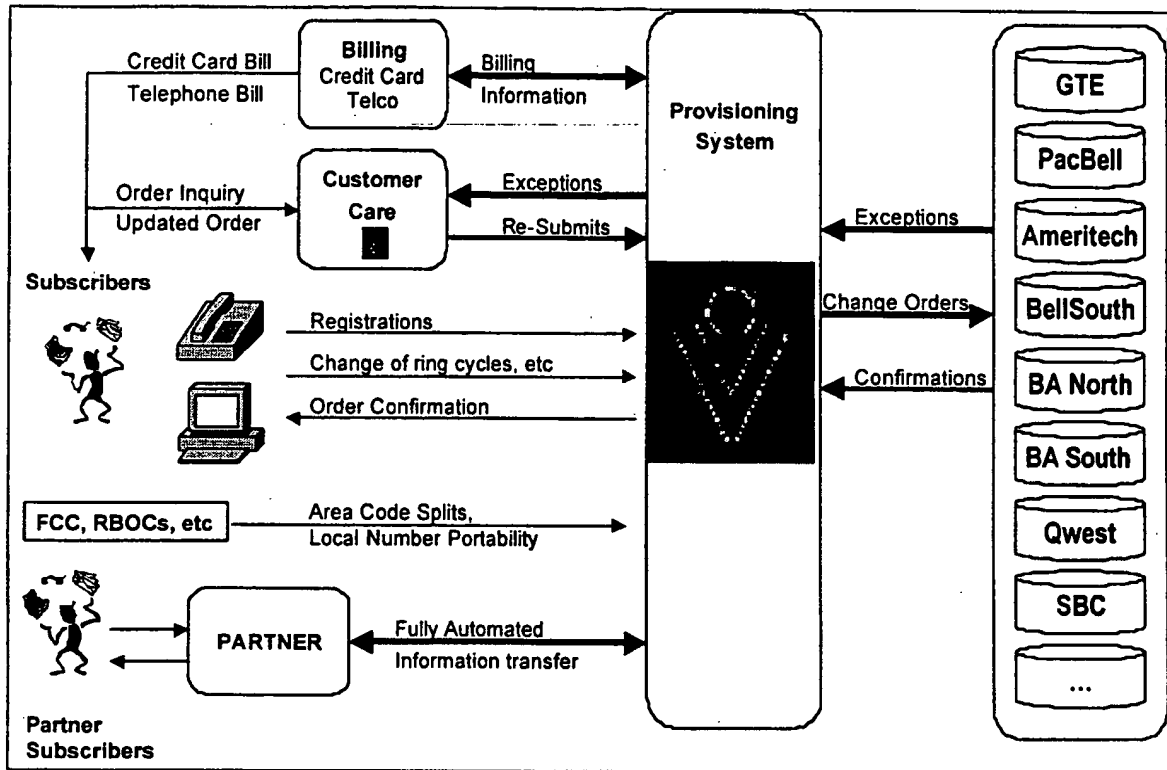 Credit Card Bill
Telephone Bill
Billing
Credit Card
Telco
Billing
Information
Provisioning
System
GTE
PacBell
Ameritech
BellSouth
BA North
BA South
Qwest
SBC
...
Order Inquiry
Updated Order
Customer
Care
Exceptions
Re-Submits
Exceptions
Change Orders
Confirmations
Subscribers
Registrations
Change of ring cycles, etc
Order Confirmation
FCC, RBOCs, etc
Area Code Splits,
Local Number Portability
PARTNER
Fully Automated
Information transfer
Partner
Subscribers